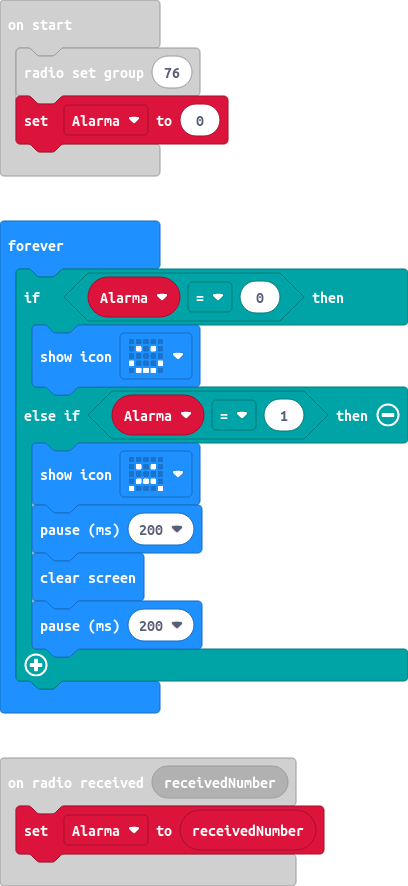 on start
radio set group 76
set Alarma to 0
forever
if Alarma = 0 then
show icon
else if Alarma = 1 then
show icon
pause (ms) 200
clear screen
pause (ms) 200
on radio received receivedNumber
set Alarma to receivedNumber